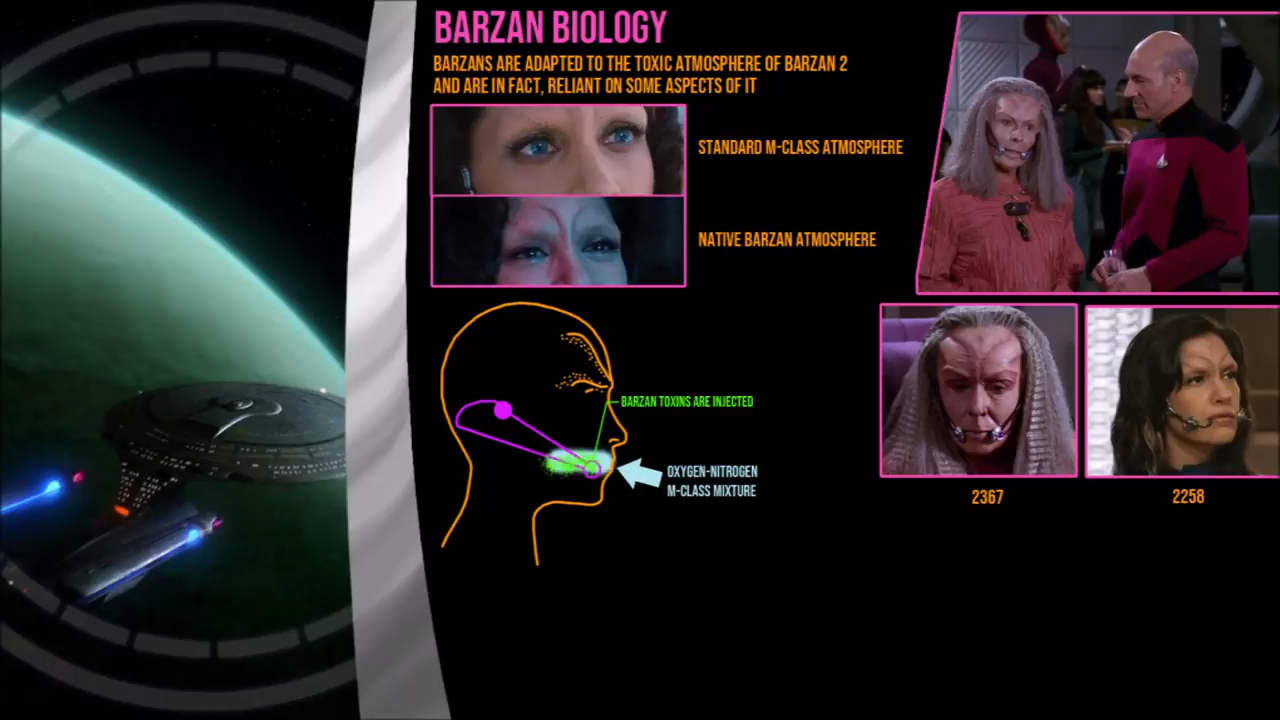 BARZAN BIOLOGY
BARZANS ARE ADAPTED TO THE TOXIC ATMOSPHERE OF BARZAN 2
AND ARE IN FACT, RELIANT ON SOME ASPECTS OF IT
STANDARD M-CLASS ATMOSPHERE
NATIVE BARZAN ATMOSPHERE
BARZAN TOXINS ARE INJECTED
OXYGEN-NITROGEN
M-CLASS MIXTURE
2367
2258